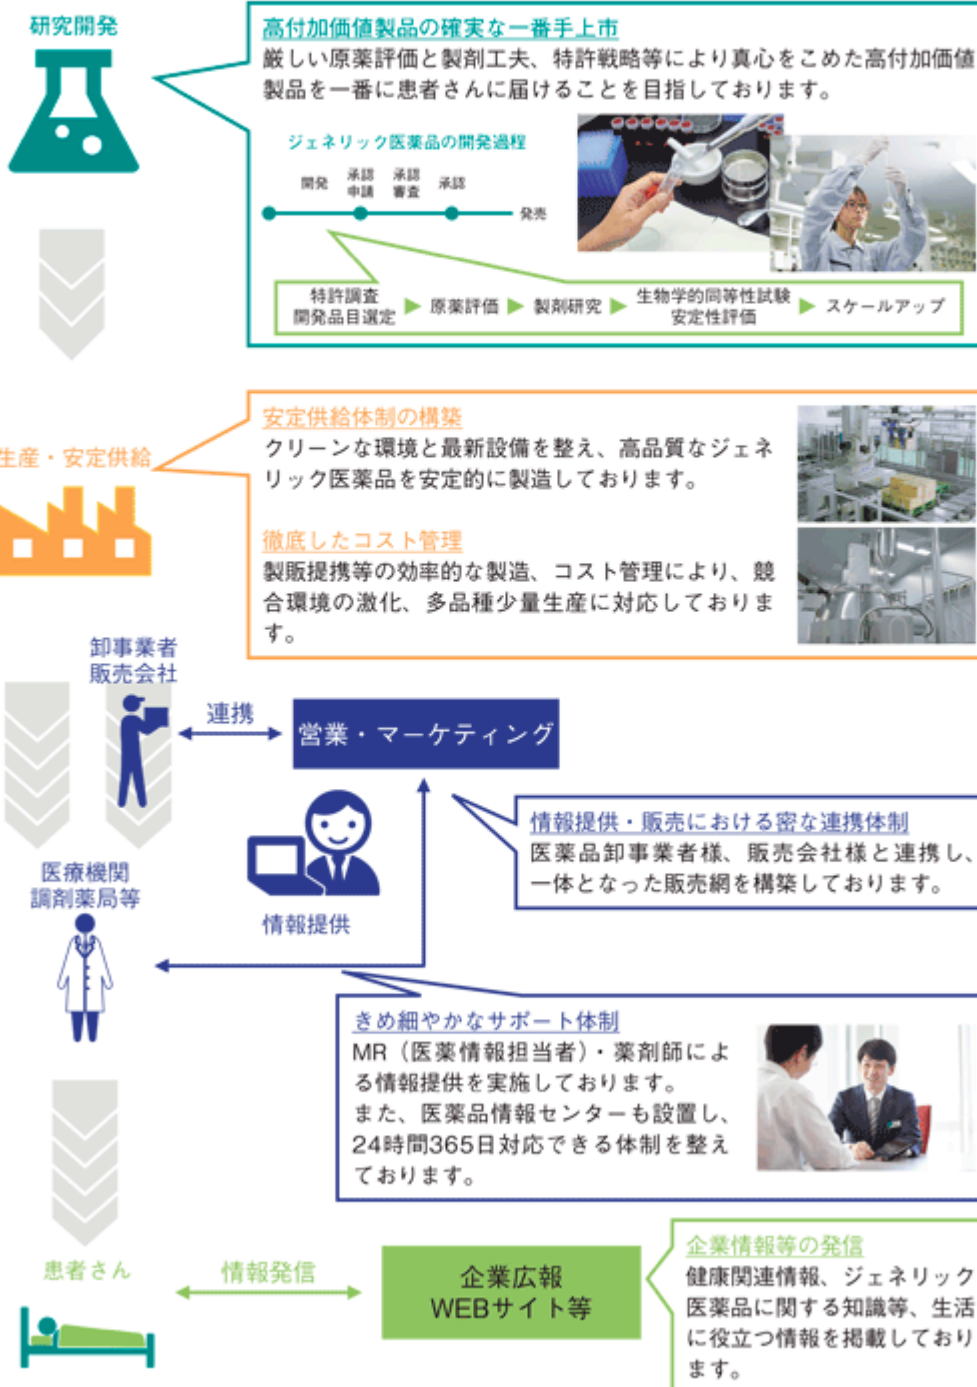 研究開発
高付加価値製品の確実な一番手上市
厳しい原薬評価と製剤工夫、特許戦略等により真心をこめた高付加価値
製品を一番に患者さんに届けることを目指しております。
ジェネリック医薬品の開発過程
開発
承認
申請
承認
審査
承認
発売
特許調査
開発品目選定
原薬評価
製剤研究
生物学的同等性試験
安定性評価
スケールアップ
生産・安定供給
安定供給体制の構築
クリーンな環境と最新設備を整え、高品質なジェネ
リック医薬品を安定的に製造しております。
徹底したコスト管理
製販提携等の効率的な製造、コスト管理により、競
合環境の激化、多品種少量生産に対応しておりま
す。
卸事業者
販売会社
連携
営業・マーケティング
情報提供・販売における密な連携体制
医薬品卸事業者様、販売会社様と連携し、
一体となった販売網を構築しております。
医療機関
調剤薬局等
情報提供
きめ細やかなサポート体制
MR（医薬情報担当者）・薬剤師によ
る情報提供を実施しております。
また、医薬品情報センターも設置し、
24時間365日対応できる体制を整え
ております。
患者さん
情報発信
企業広報
WEBサイト等
企業情報等の発信
健康関連情報、ジェネリック
医薬品に関する知識等、生活
に役立つ情報を掲載しており
ます。